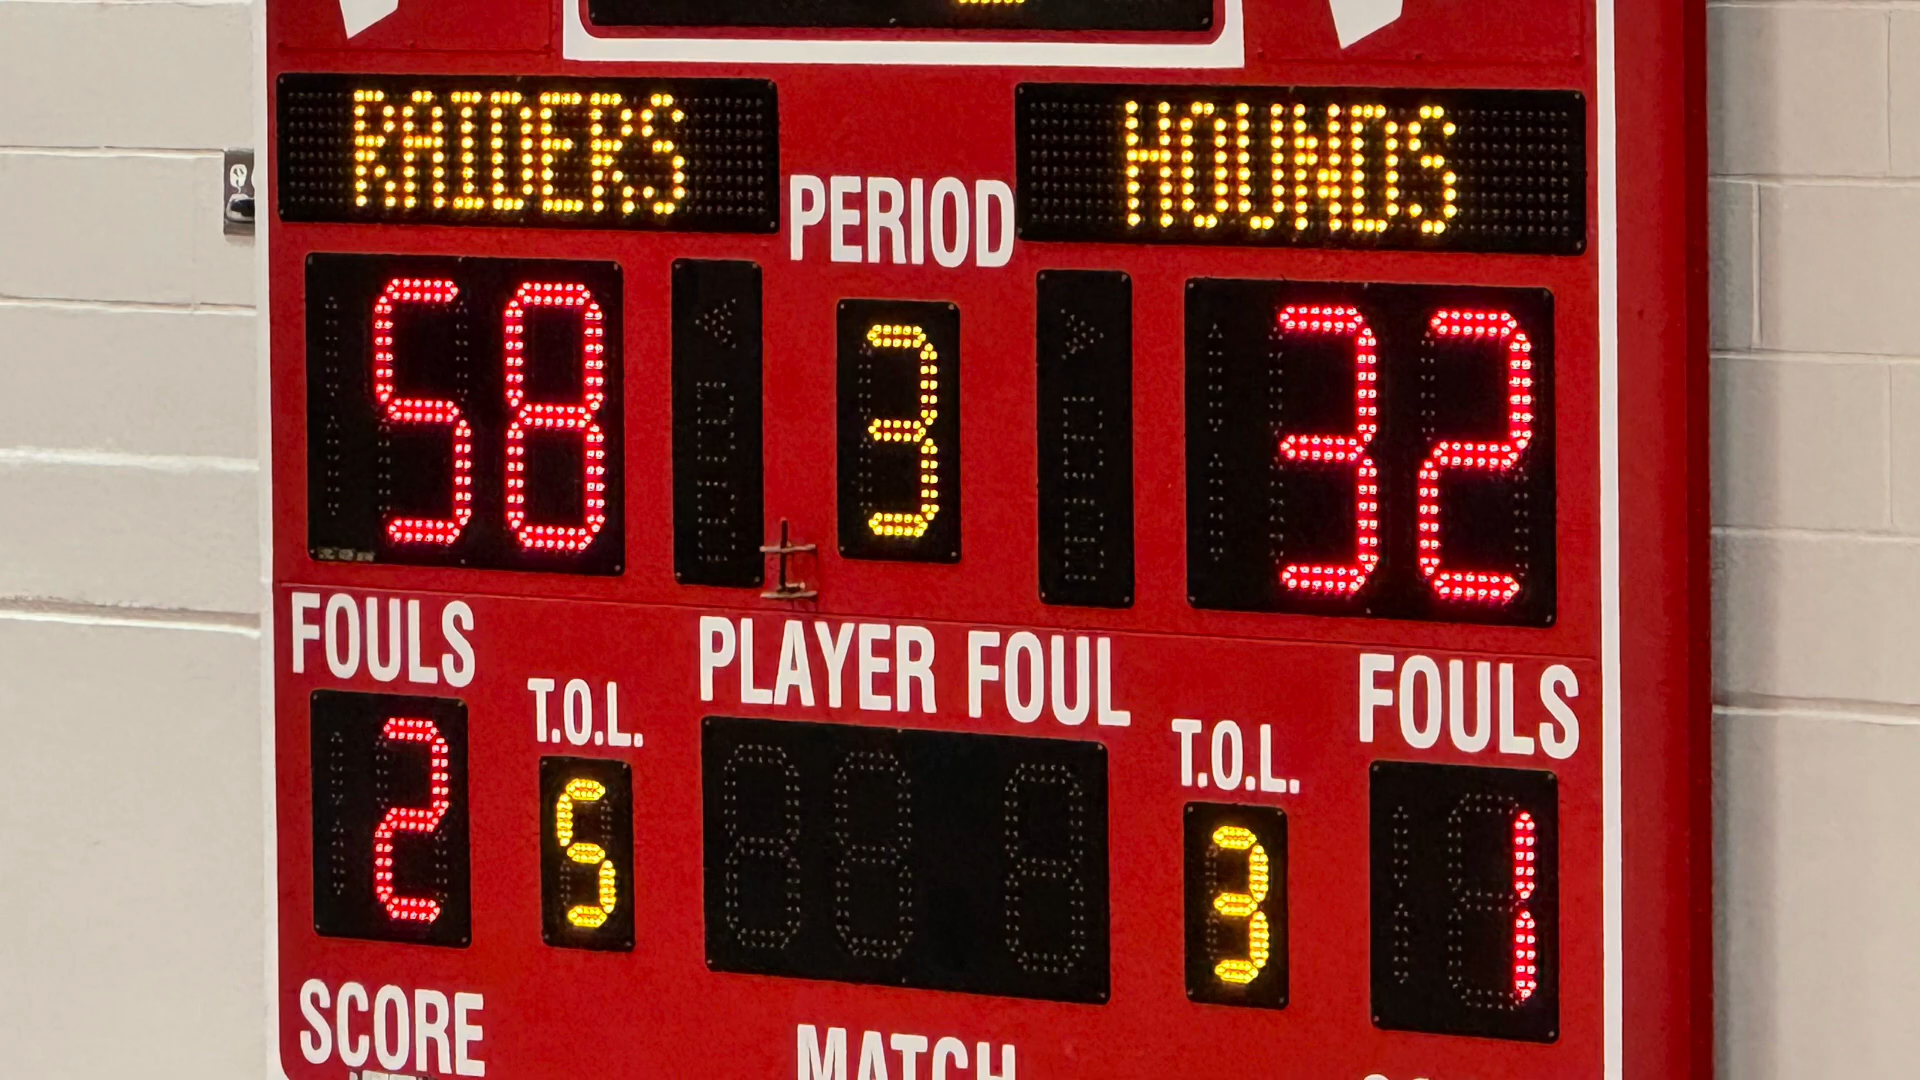 RAIDERS
HOUNDS
PERIOD
58
3
32
FOULS
PLAYER FOUL
FOULS
T.O.L.
T.O.L.
2
5
3
1
SCORE
MATCH